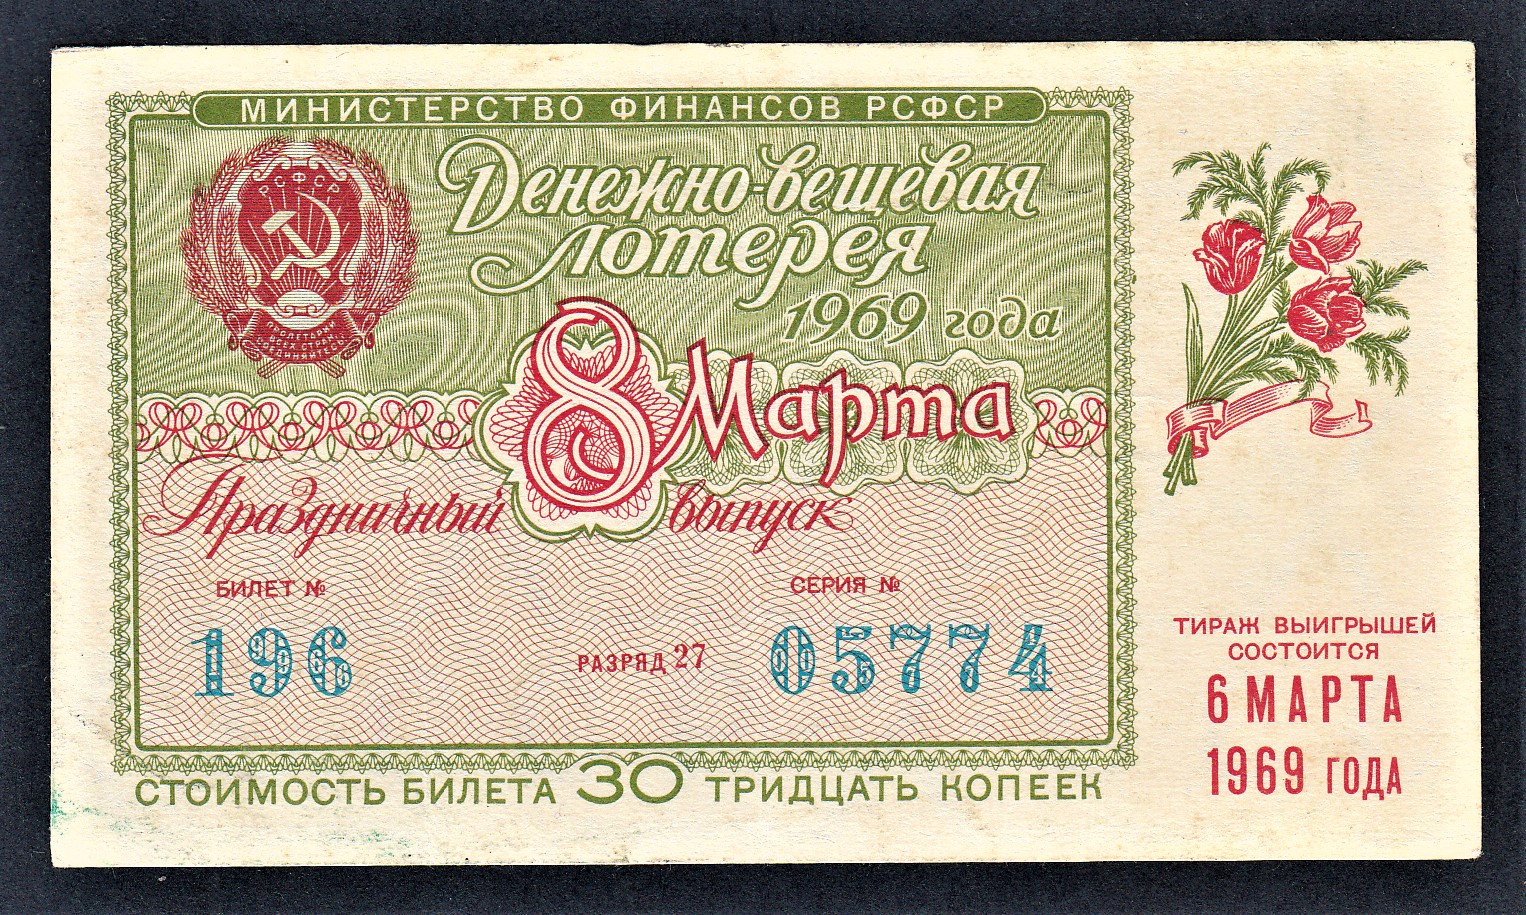 МИНИСТЕРСТВО ФИНАНСОВ РСФСР
РСФСР
Денежно-вещевая
лотерея
1969 года
8 Марта
Праздничный выпуск
БИЛЕТ №
196
РАЗРЯД 27
СЕРИЯ №
05774
СТОИМОСТЬ БИЛЕТА 30 ТРИДЦАТЬ КОПЕЕК
ТИРАЖ ВЫИГРЫШЕЙ
СОСТОИТСЯ
6 МАРТА
1969 ГОДА